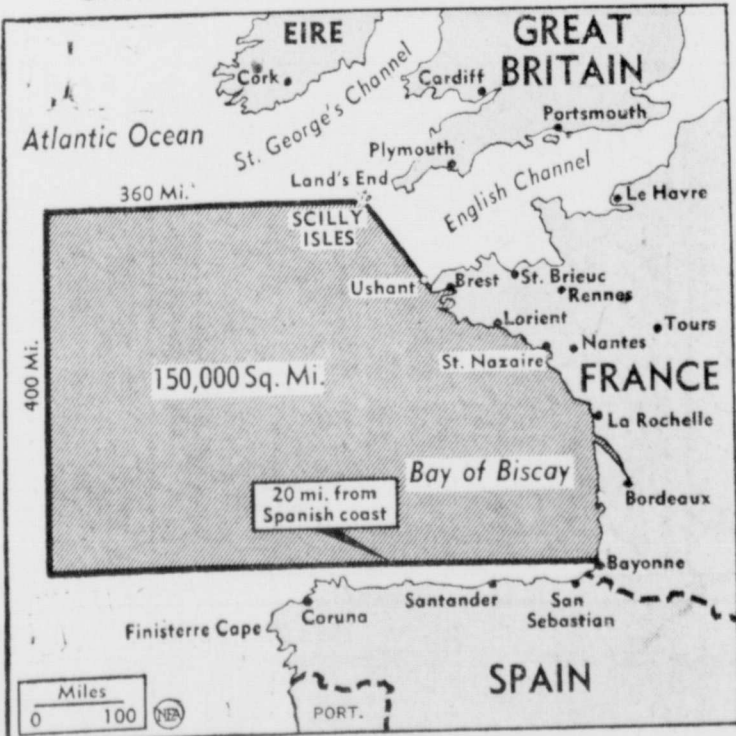 EIRE
GREAT
BRITAIN
Cork
St. George's Channel
Cardiff
Atlantic Ocean
Portsmouth
Plymouth
360 Mi.
Land's End
English Channel
Le Havre
SCILLY
ISLES
Ushant
Brest
St. Brieuc
Rennes
Lorient
Tours
400 Mi.
Nantes
St. Nazaire
150,000 Sq. Mi.
FRANCE
La Rochelle
Bay of Biscay
20 mi. from
Spanish coast
Bordeaux
Bayonne
Santander
San
Sebastian
Coruna
Finisterre Cape
SPAIN
Miles
0 100
NEA
PORT.